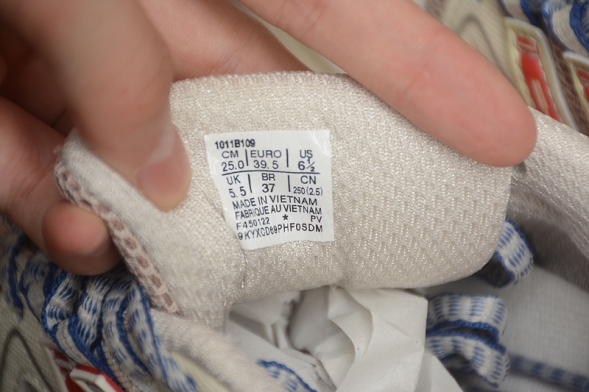 1011B109
CM EURO US
25.0 39.5 6½
UK BR CN
5.5 37 250(2.5)
MADE IN VIETNAM
FABRIQUE AU VIETNAM
F450122 * PV
9KYXCD69PHF0SDM